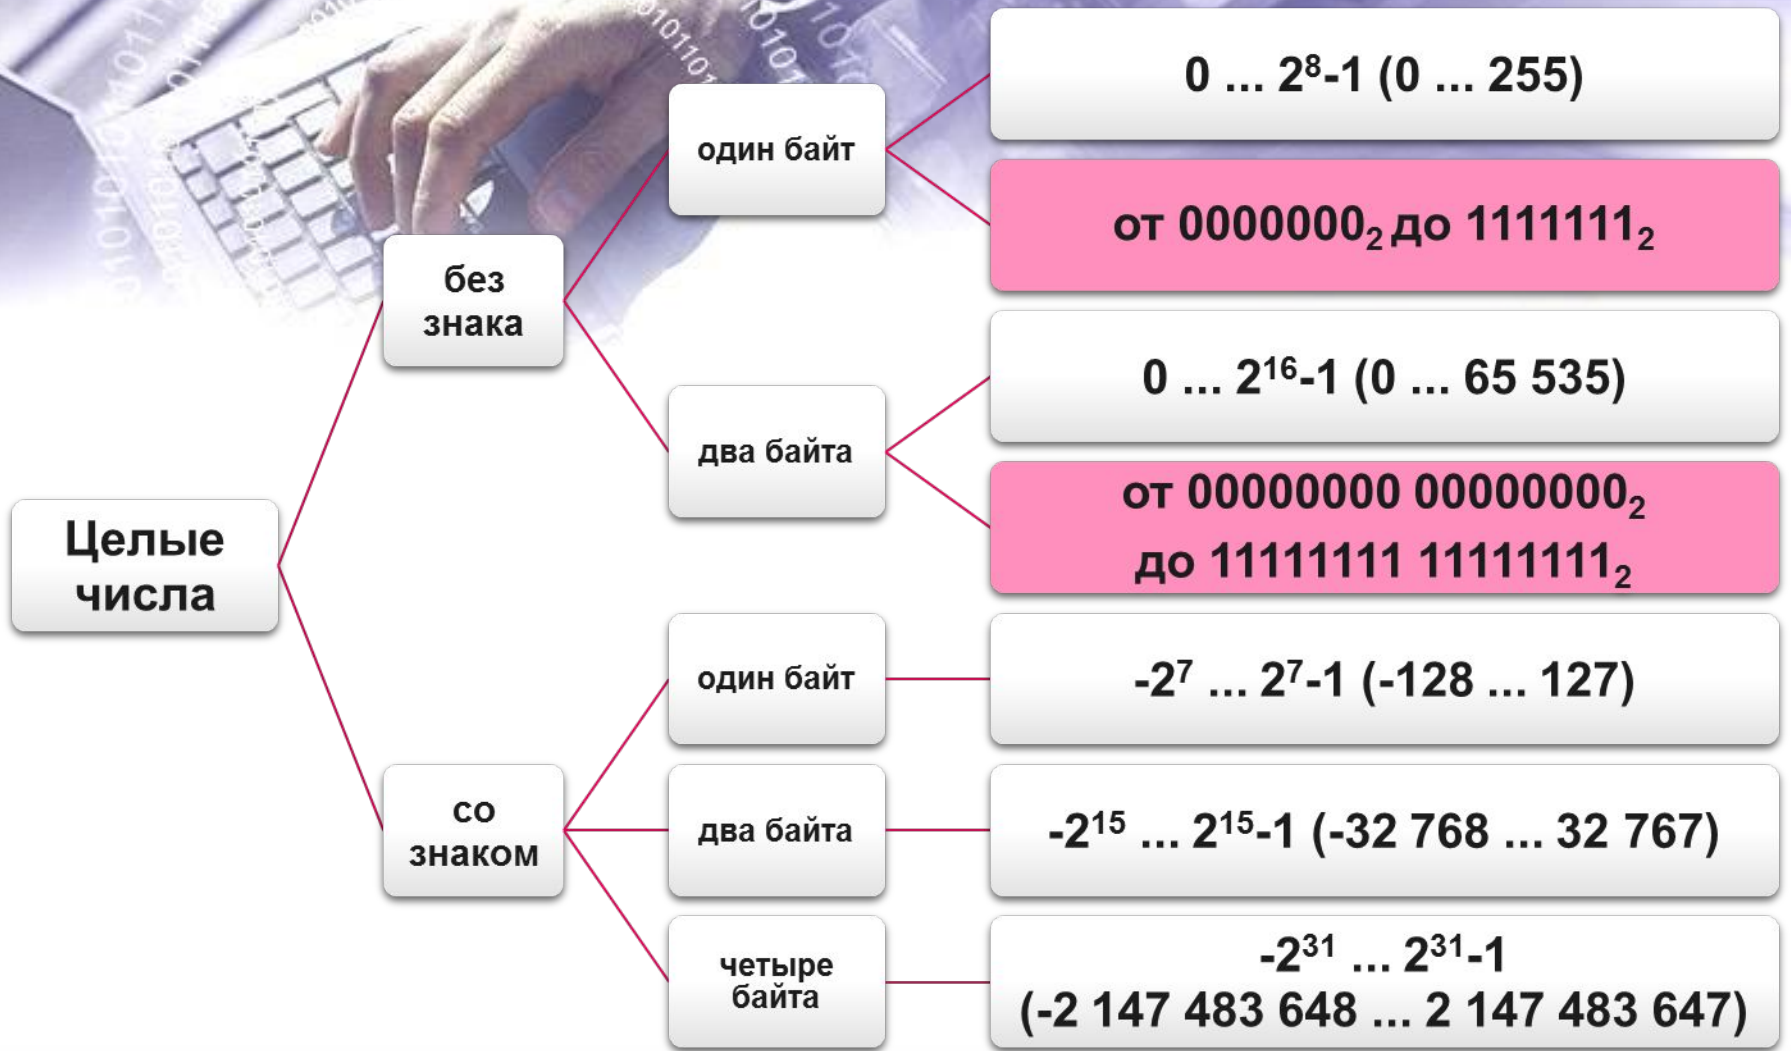 0 ... 2⁸-1 (0 ... 255)
один байт
от 0000000₂ до 1111111₂
без
знака
0 ... 2¹⁶-1 (0 ... 65 535)
два байта
от 00000000 00000000₂
до 11111111 11111111₂
Целые
числа
один байт
-2⁷ ... 2⁷-1 (-128 ... 127)
со
знаком
два байта
-2¹⁵ ... 2¹⁵-1 (-32 768 ... 32 767)
четыре
байта
-2³¹ ... 2³¹-1
(-2 147 483 648 ... 2 147 483 647)